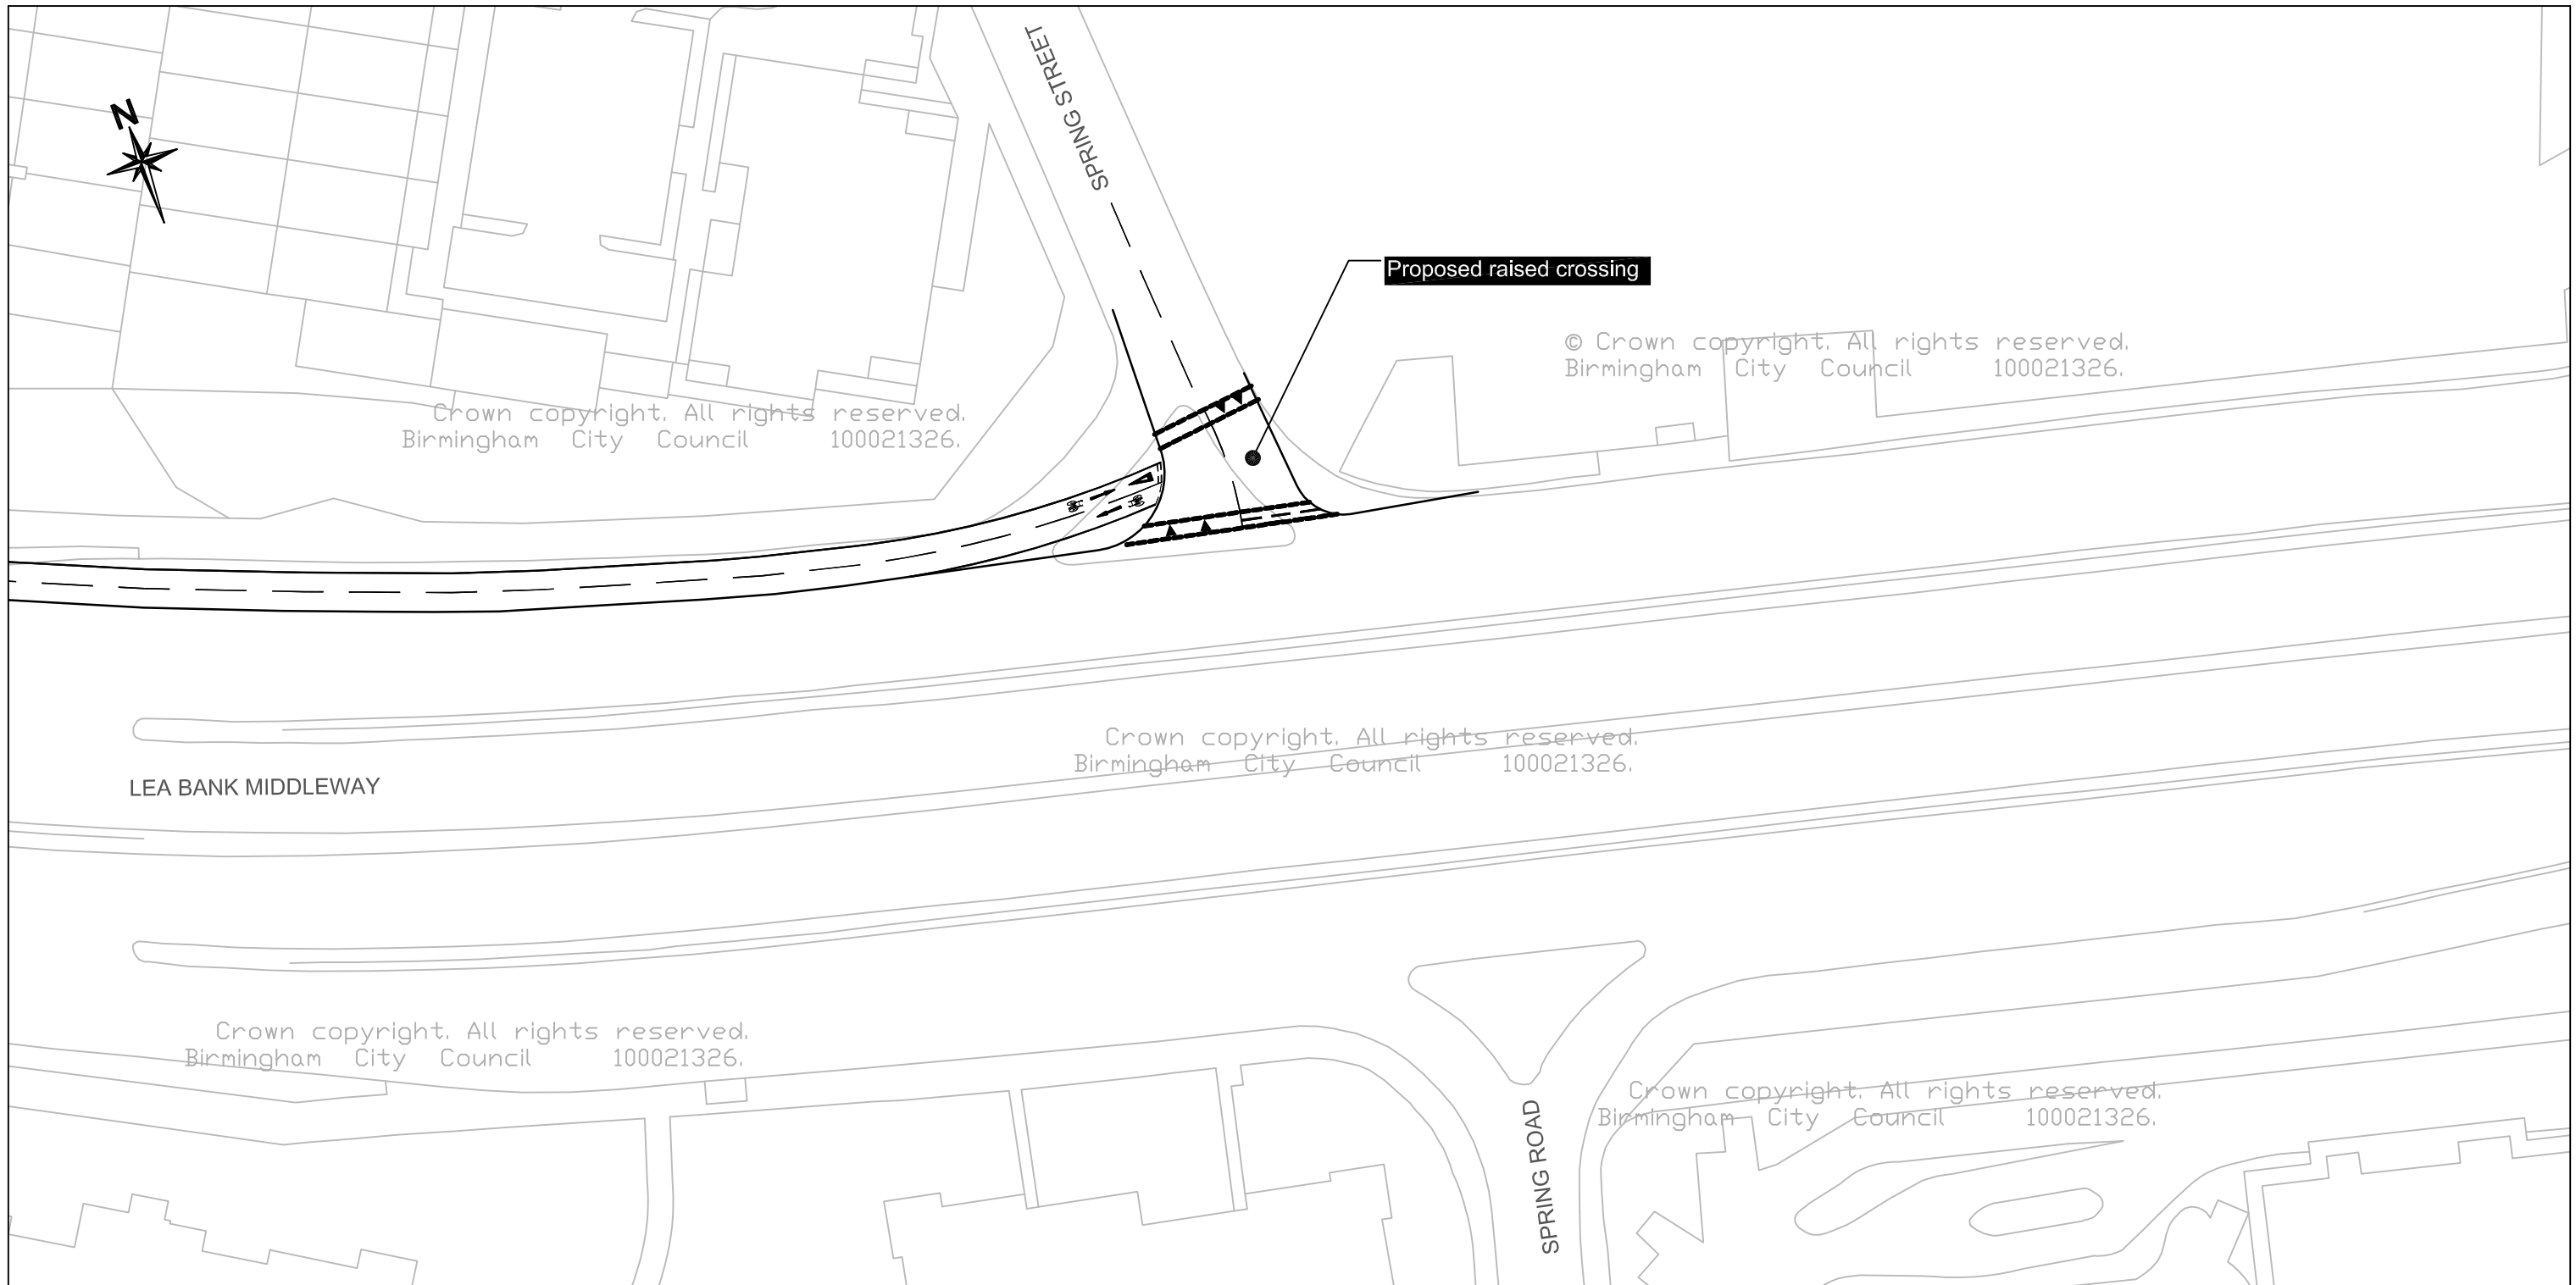 SPRING STREET
N
Proposed raised crossing
© Crown copyright. All rights reserved.
Birmingham City Council 100021326.
Crown copyright. All rights reserved.
Birmingham City Council 100021326.
Crown copyright. All rights reserved.
Birmingham City Council 100021326.
LEA BANK MIDDLEWAY
Crown copyright. All rights reserved.
Birmingham City Council 100021326.
Crown copyright. All rights reserved.
Birmingham City Council 100021326.
SPRING ROAD